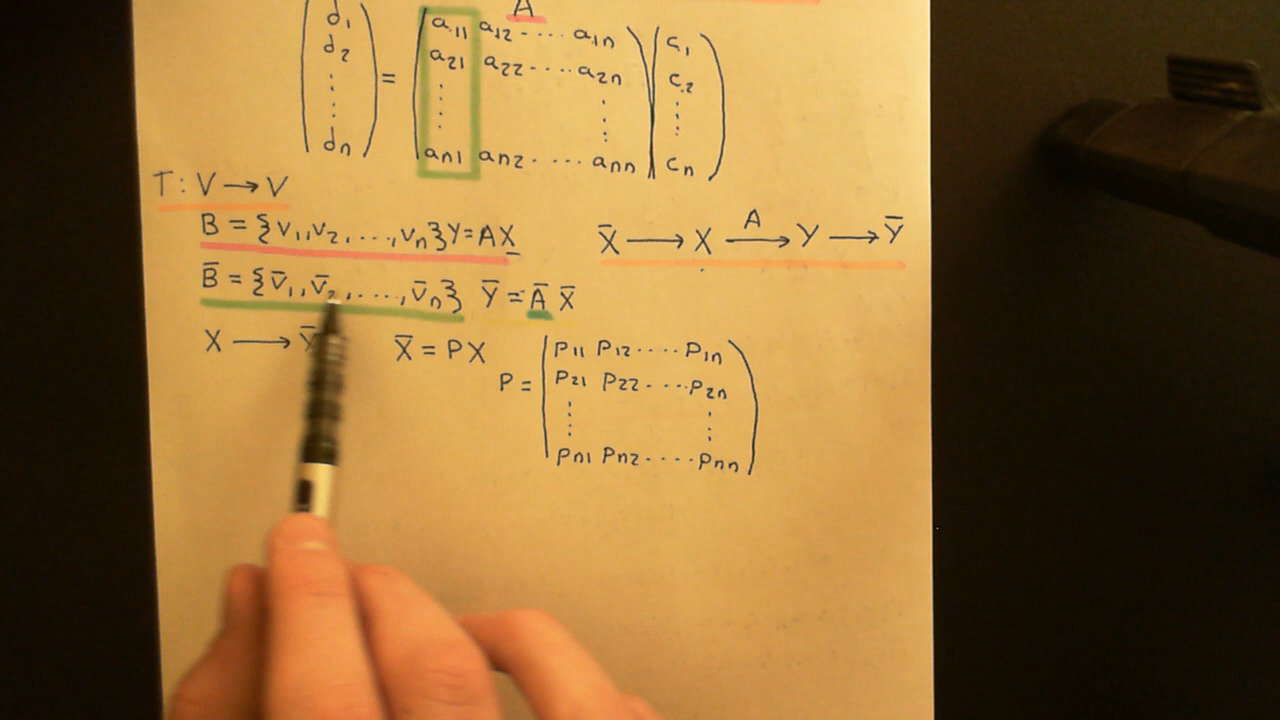 A
d₁ a₁₁ a₁₂ ···· a₁ₙ c₁
d₂ a₂₁ a₂₂ ···· a₂ₙ c₂
=
dₙ aₙ₁ aₙ₂ ···· aₙₙ cₙ
T: V → V
B = {v₁, v₂, ..., vₙ} Y = AX
X̄ → X →ᴬ Y → Ȳ
B̄ = {v̄₁, v̄₂, ..., v̄ₙ} Ȳ = Ā X̄
X → X̄ = PX
P = p₁₁ p₁₂ ···· p₁ₙ
p₂₁ p₂₂ ···· p₂ₙ
pₙ₁ pₙ₂ ···· pₙₙ